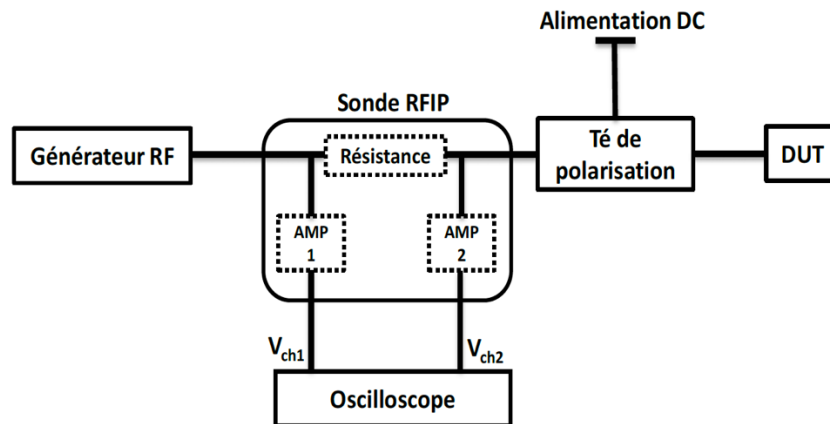 Alimentation DC
Sonde RFIP
Générateur RF
Résistance
Té de
polarisation
DUT
AMP
1
AMP
2
Vch1
Vch2
Oscilloscope